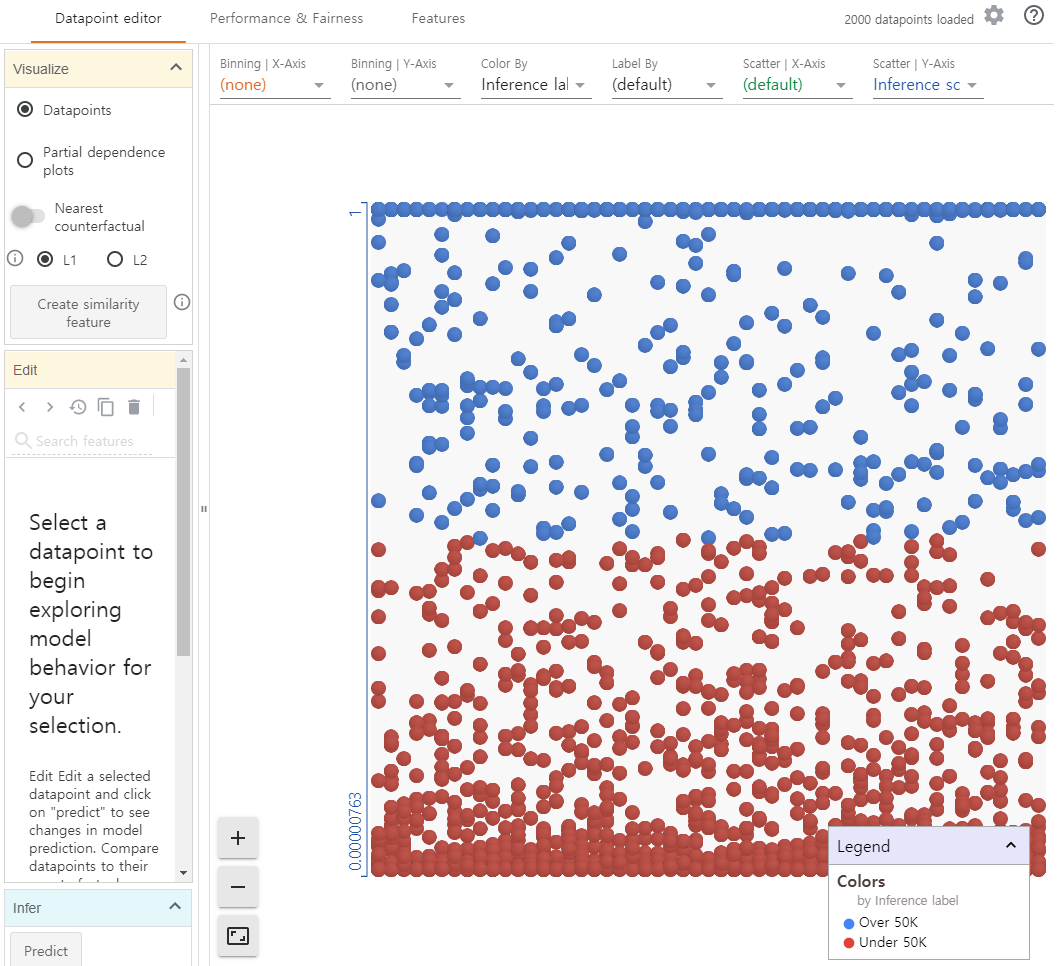 Datapoint editor
Performance & Fairness
Features
2000 datapoints loaded
Visualize
Datapoints
Partial dependence
plots
Nearest
counterfactual
L1
L2
Create similarity
feature
Edit
Search features
Select a
datapoint to
begin
exploring
model
behavior for
your
selection.
Edit Edit a selected
datapoint and click
on "predict" to see
changes in model
prediction. Compare
datapoints to their
Infer
Predict
Binning | X-Axis
(none)
Binning | Y-Axis
(none)
Color By
Inference lal
Label By
(default)
Scatter | X-Axis
(default)
Scatter | Y-Axis
Inference sc
1
0.00000763
Legend
Colors
by Inference label
Over 50K
Under 50K